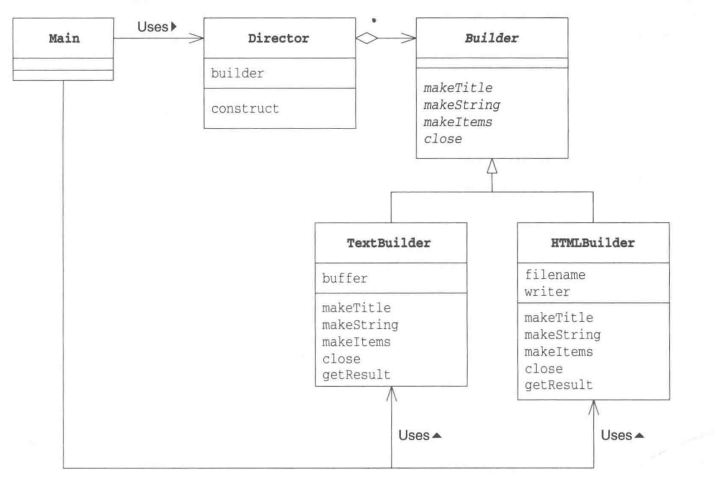 Main
Uses▶
Director
builder
construct
*
Builder
makeTitle
makeString
makeItems
close
TextBuilder
buffer
makeTitle
makeString
makeItems
close
getResult
HTMLBuilder
filename
writer
makeTitle
makeString
makeItems
close
getResult
Uses▲
Uses▲